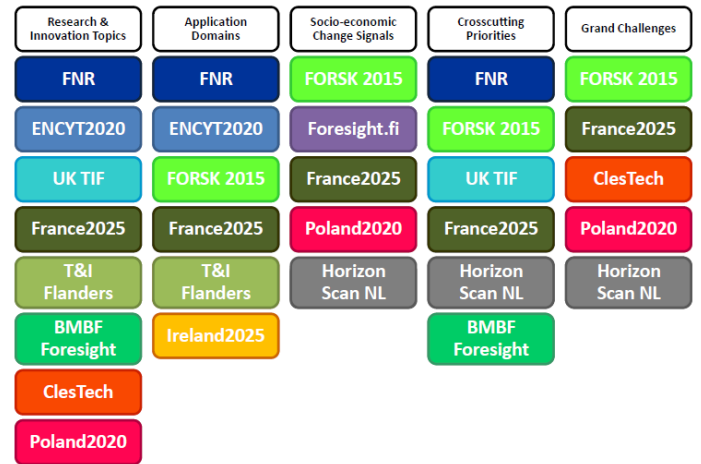 Research &
Innovation Topics
FNR
ENCYT2020
UK TIF
France2025
T&I
Flanders
BMBF
Foresight
ClesTech
Poland2020
Application
Domains
FNR
ENCYT2020
FORSK 2015
France2025
T&I
Flanders
Ireland2025
Socio-economic
Change Signals
FORSK 2015
Foresight.fi
France2025
Poland2020
Horizon
Scan NL
Crosscutting
Priorities
FNR
FORSK 2015
UK TIF
France2025
Horizon
Scan NL
BMBF
Foresight
Grand Challenges
FORSK 2015
France2025
ClesTech
Poland2020
Horizon
Scan NL